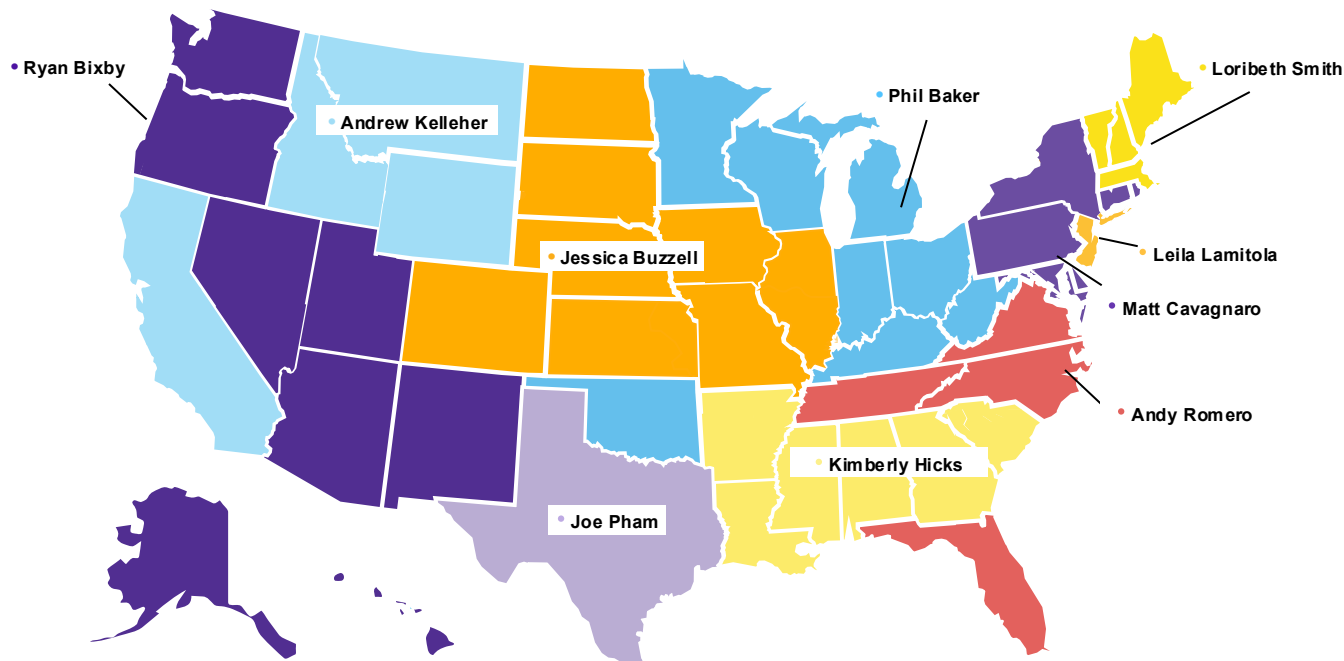 Ryan Bixby
Loribeth Smith
Phil Baker
Andrew Kelleher
Jessica Buzzell
Leila Lamitola
Matt Cavagnaro
Andy Romero
Kimberly Hicks
Joe Pham